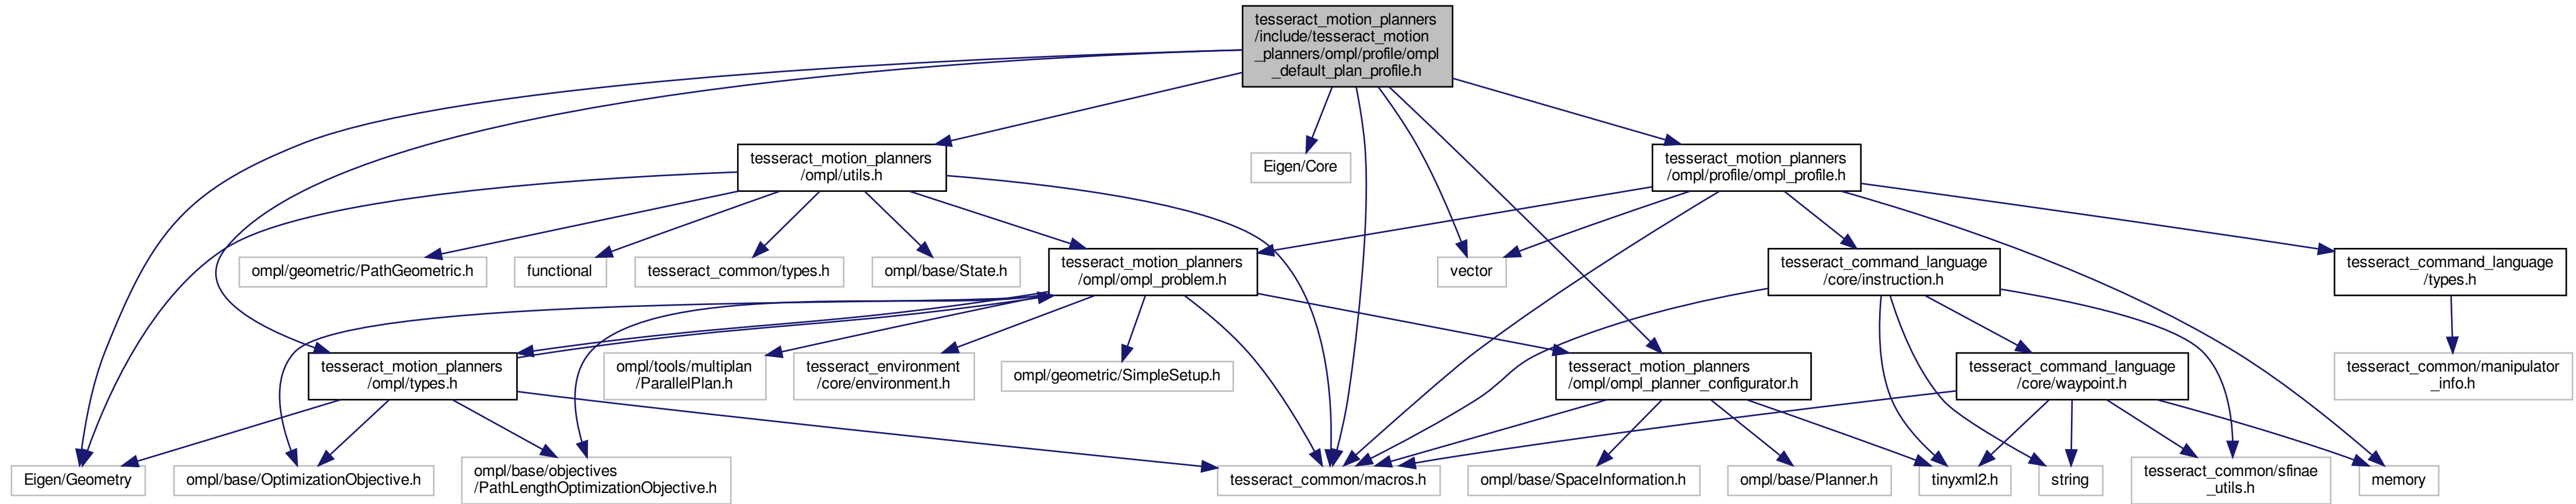 tesseract_motion_planners
/include/tesseract_motion
_planners/ompl/profile/ompl
_default_plan_profile.h
tesseract_motion_planners
/ompl/utils.h
Eigen/Core
tesseract_motion_planners
/ompl/profile/ompl_profile.h
ompl/geometric/PathGeometric.h
functional
tesseract_common/types.h
ompl/base/State.h
tesseract_motion_planners
/ompl/ompl_problem.h
vector
tesseract_command_language
/core/instruction.h
tesseract_command_language
/types.h
tesseract_motion_planners
/ompl/types.h
ompl/tools/multiplan
/ParallelPlan.h
tesseract_environment
/core/environment.h
ompl/geometric/SimpleSetup.h
tesseract_motion_planners
/ompl/ompl_planner_configurator.h
tesseract_command_language
/core/waypoint.h
tesseract_common/manipulator
_info.h
Eigen/Geometry
ompl/base/OptimizationObjective.h
ompl/base/objectives
/PathLengthOptimizationObjective.h
tesseract_common/macros.h
ompl/base/SpaceInformation.h
ompl/base/Planner.h
tinyxml2.h
string
tesseract_common/sfinae
_utils.h
memory